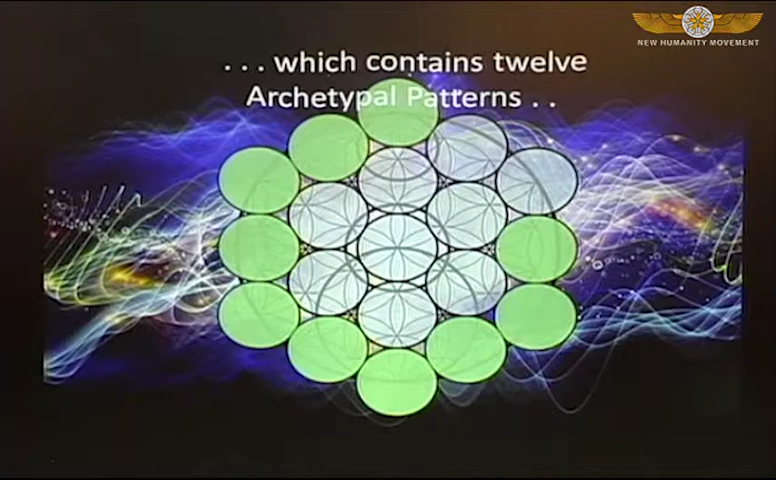 NEW HUMANITY MOVEMENT
. . . which contains twelve
Archetypal Patterns . .